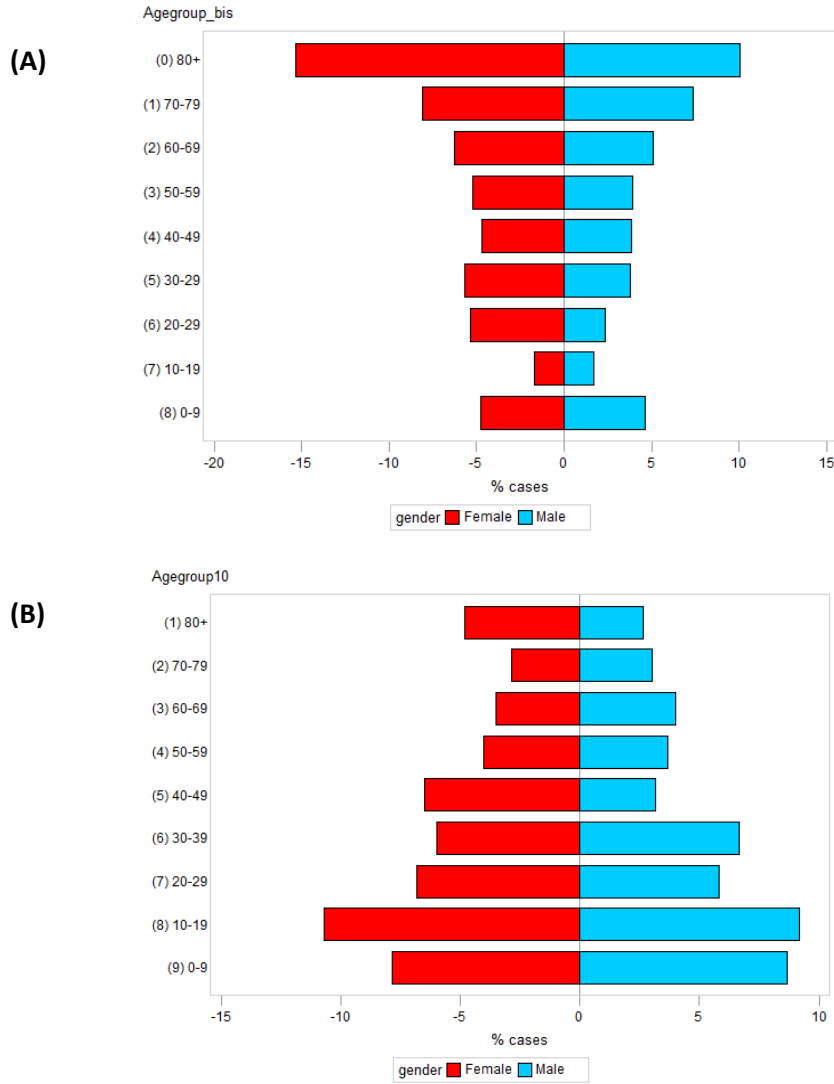 Agegroup_bis
(A)
(0) 80+
(1) 70-79
(2) 60-69
(3) 50-59
(4) 40-49
(5) 30-29
(6) 20-29
(7) 10-19
(8) 0-9
-20 -15 -10 -5 0 5 10 15
% cases
gender Female Male
Agegroup10
(B)
(1) 80+
(2) 70-79
(3) 60-69
(4) 50-59
(5) 40-49
(6) 30-39
(7) 20-29
(8) 10-19
(9) 0-9
-15 -10 -5 0 5 10
% cases
gender Female Male